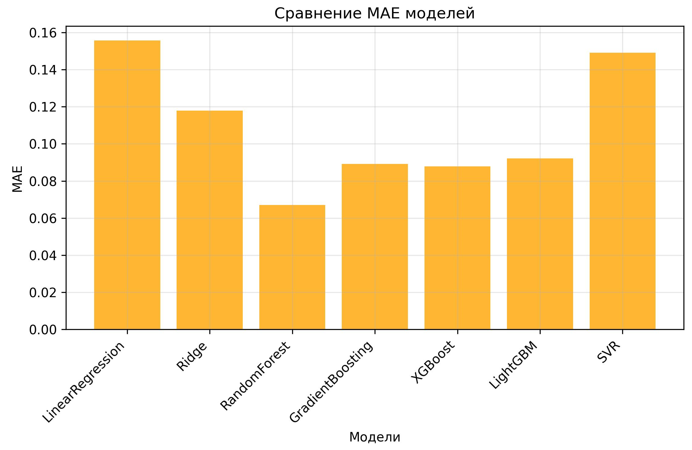 Сравнение MAE моделей
MAE
0.16
0.14
0.12
0.10
0.08
0.06
0.04
0.02
0.00
LinearRegression
Ridge
RandomForest
GradientBoosting
XGBoost
LightGBM
SVR
Модели